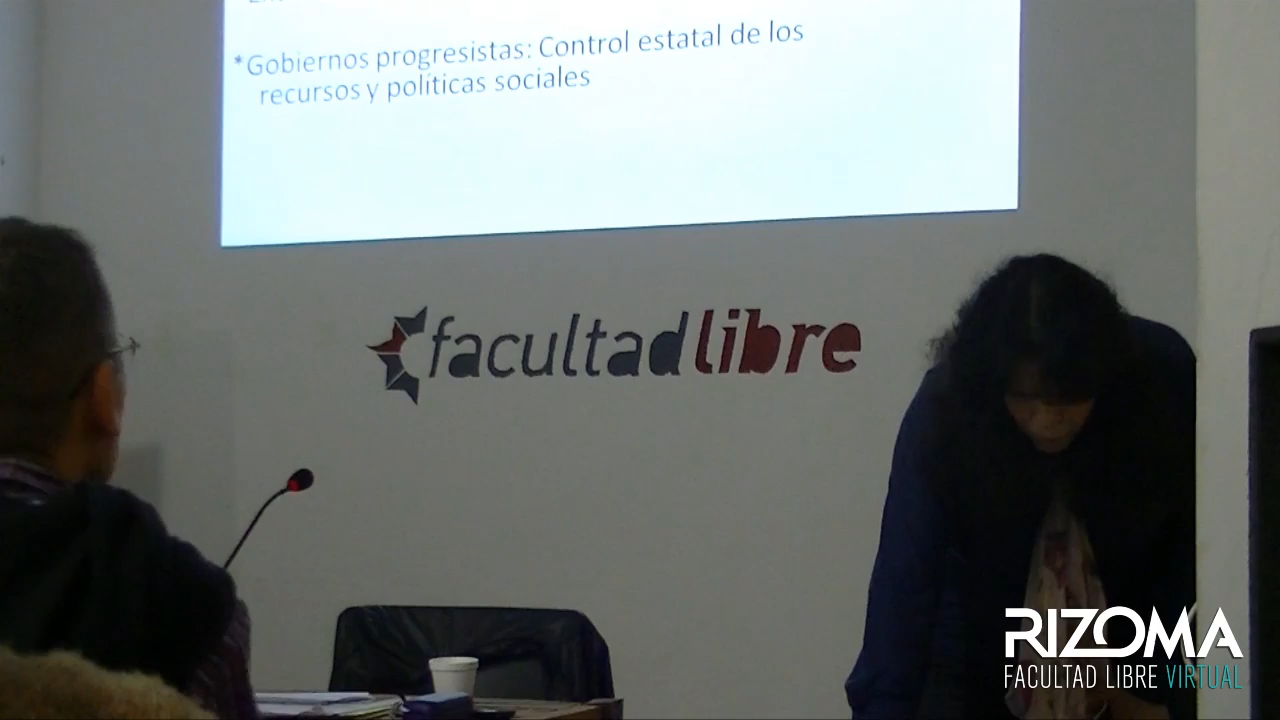 *Gobiernos progresistas: Control estatal de los
recursos y políticas sociales
facultadlibre
RIZOMA
FACULTAD LIBRE VIRTUAL